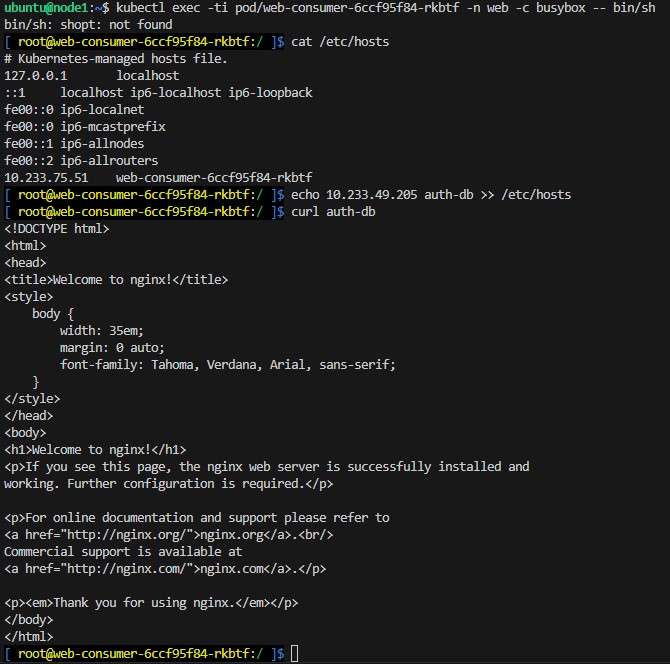 ubuntu@node1:~$ kubectl exec -ti pod/web-consumer-6ccf95f84-rkbtf -n web -c busybox -- bin/sh
bin/sh: shopt: not found
[ root@web-consumer-6ccf95f84-rkbtf:/ ]$ cat /etc/hosts
# Kubernetes-managed hosts file.
127.0.0.1       localhost
::1     localhost ip6-localhost ip6-loopback
fe00::0 ip6-localnet
fe00::0 ip6-mcastprefix
fe00::1 ip6-allnodes
fe00::2 ip6-allrouters
10.233.75.51    web-consumer-6ccf95f84-rkbtf
[ root@web-consumer-6ccf95f84-rkbtf:/ ]$ echo 10.233.49.205 auth-db >> /etc/hosts
[ root@web-consumer-6ccf95f84-rkbtf:/ ]$ curl auth-db
<!DOCTYPE html>
<html>
<head>
<title>Welcome to nginx!</title>
<style>
    body {
        width: 35em;
        margin: 0 auto;
        font-family: Tahoma, Verdana, Arial, sans-serif;
    }
</style>
</head>
<body>
<h1>Welcome to nginx!</h1>
<p>If you see this page, the nginx web server is successfully installed and
working. Further configuration is required.</p>

<p>For online documentation and support please refer to
<a href="http://nginx.org/">nginx.org</a>.<br/>
Commercial support is available at
<a href="http://nginx.com/">nginx.com</a>.</p>

<p><em>Thank you for using nginx.</em></p>
</body>
</html>
[ root@web-consumer-6ccf95f84-rkbtf:/ ]$